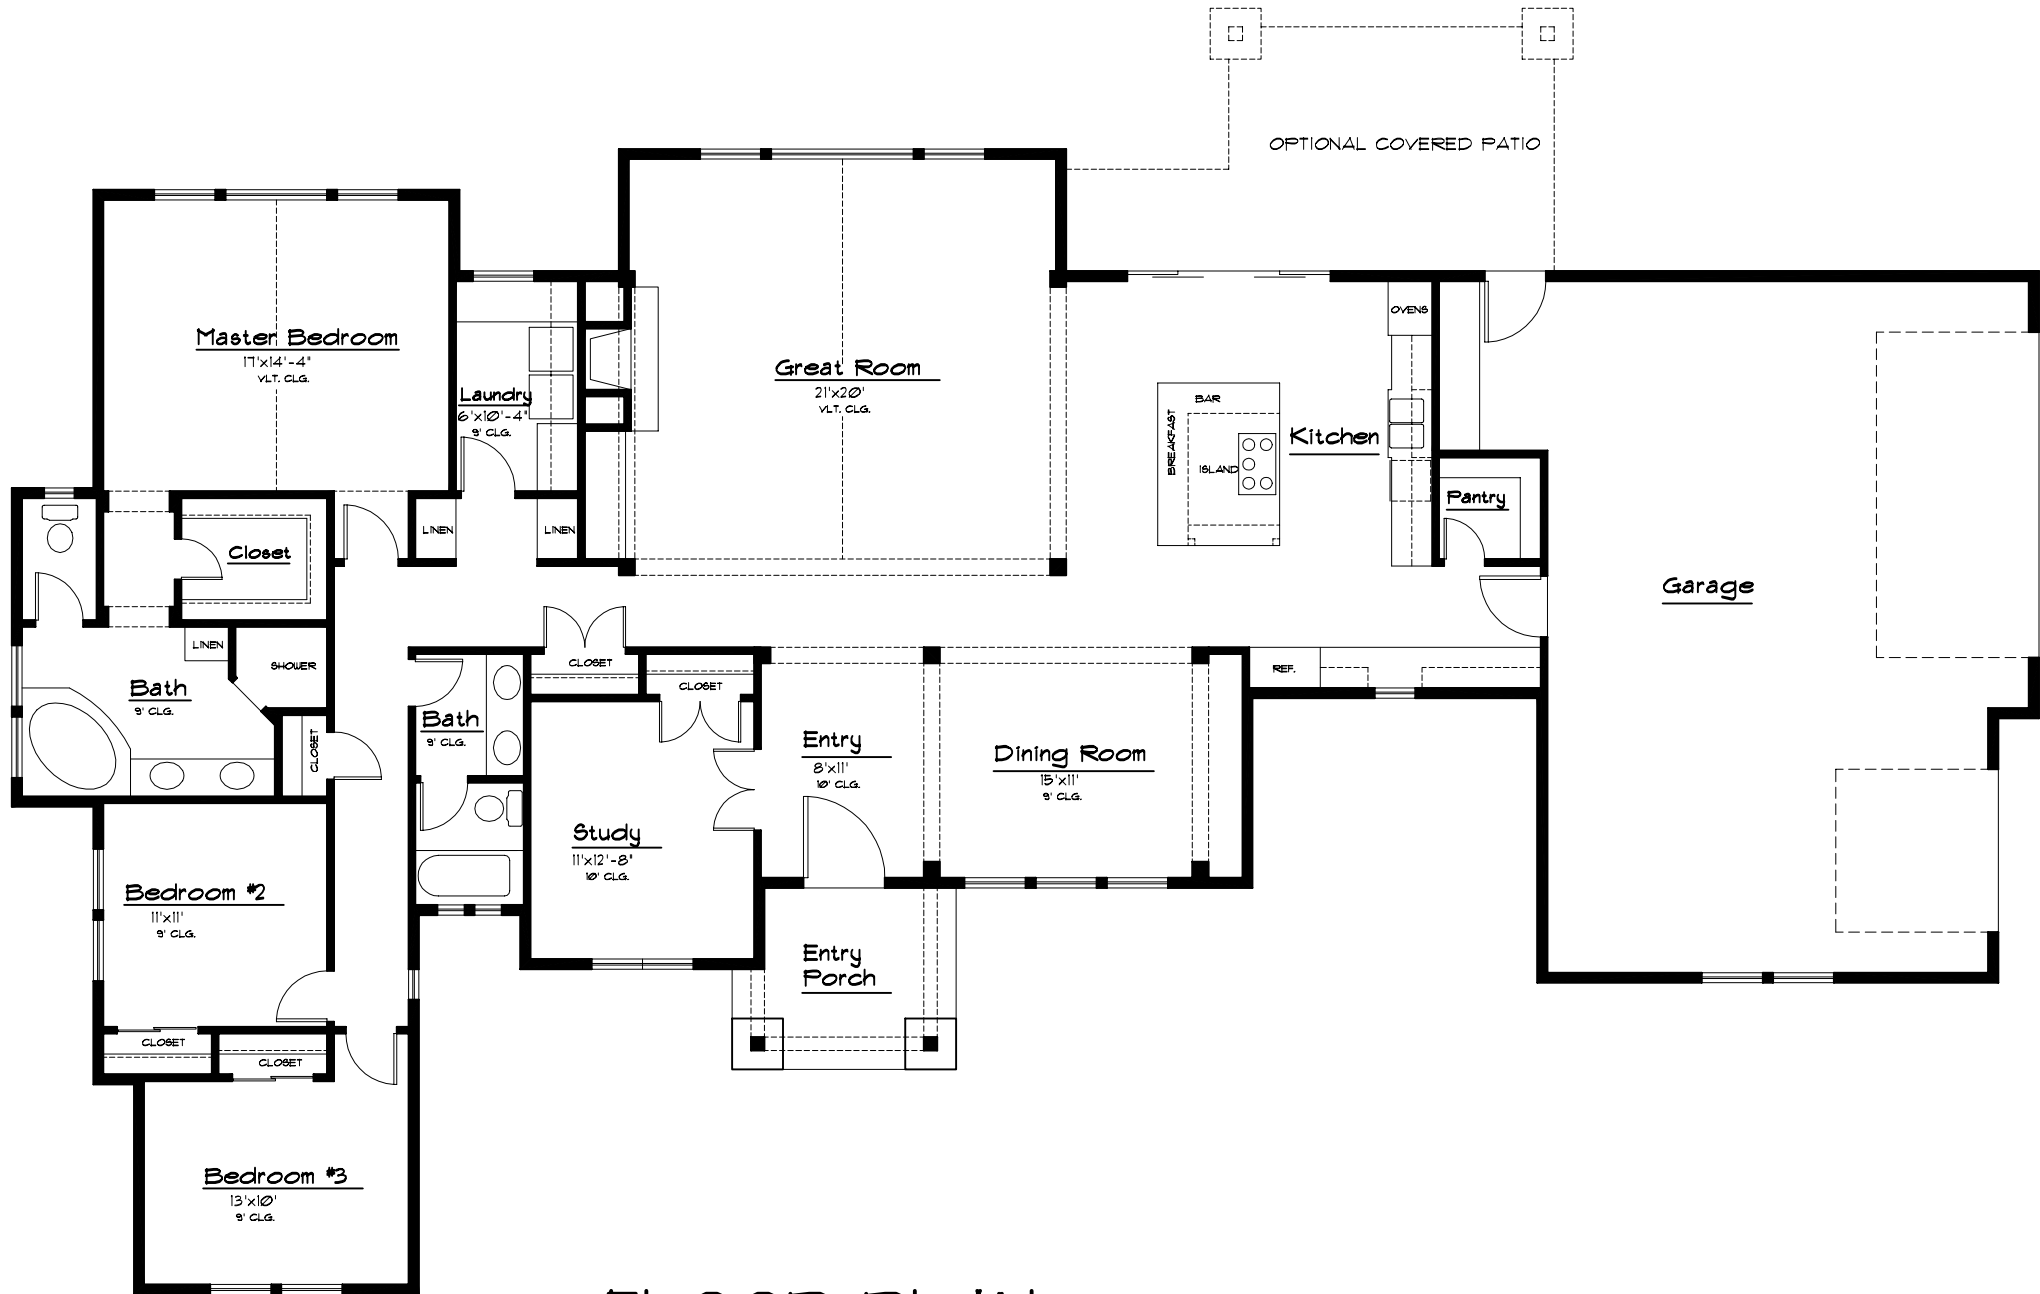 OPTIONAL COVERED PATIO
Master Bedroom
17'x14'-4"
VLT. CLG.
Laundry
6'x10'-4"
9' CLG.
Great Room
21'x20'
VLT. CLG.
OVENS
BAR
BREAKFAST
ISLAND
Kitchen
Pantry
Garage
LINEN
LINEN
Closet
LINEN
SHOWER
Bath
9' CLG.
CLOSET
Bath
9' CLG.
CLOSET
CLOSET
REF.
Entry
8'x11'
10' CLG.
Dining Room
15'x11'
9' CLG.
Study
11'x12'-8"
10' CLG.
Bedroom #2
11'x11'
9' CLG.
Entry
Porch
CLOSET
CLOSET
Bedroom #3
13'x10'
9' CLG.